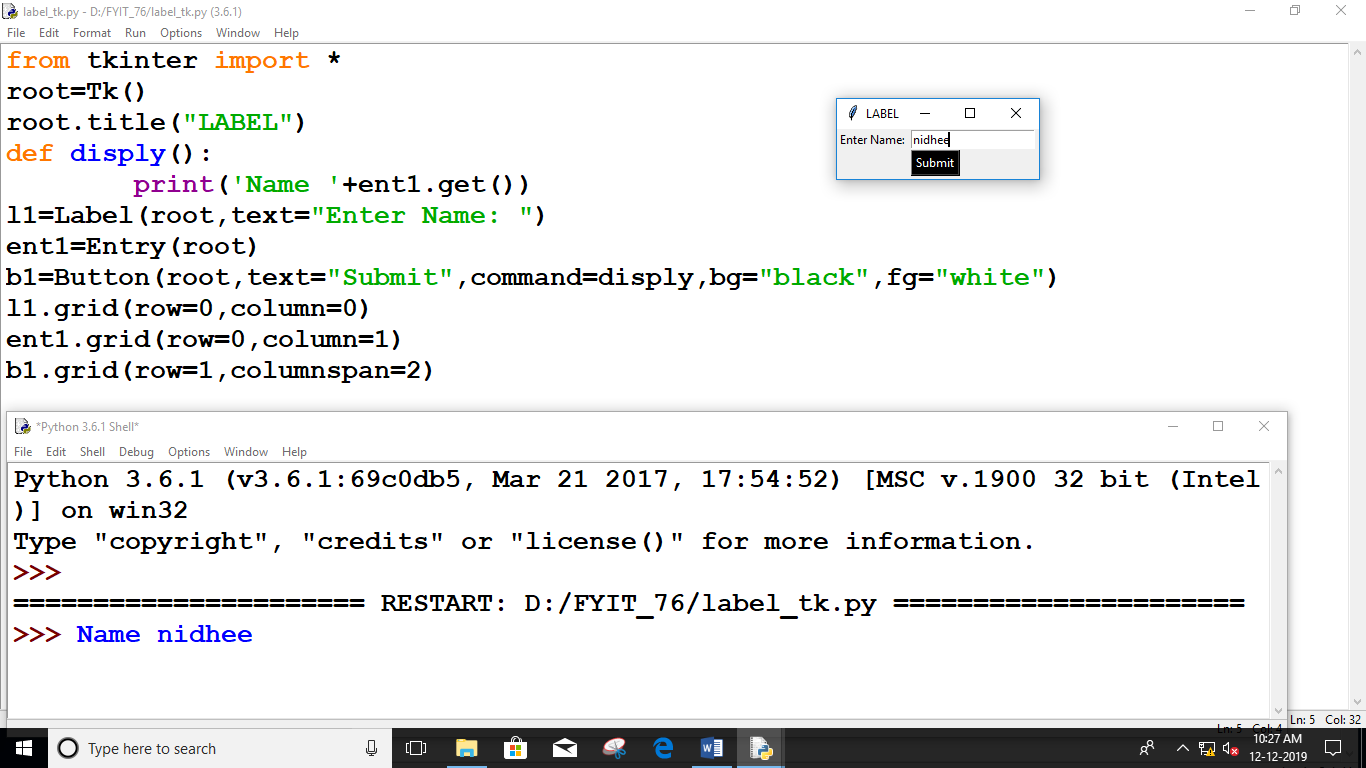 label_tk.py - D:/FYIT_76/label_tk.py (3.6.1)
File Edit Format Run Options Window Help
from tkinter import *
root=Tk()
root.title("LABEL")
def disply():
        print('Name '+ent1.get())
l1=Label(root,text="Enter Name: ")
ent1=Entry(root)
b1=Button(root,text="Submit",command=disply,bg="black",fg="white")
l1.grid(row=0,column=0)
ent1.grid(row=0,column=1)
b1.grid(row=1,columnspan=2)
LABEL
Enter Name: nidhee
Submit
*Python 3.6.1 Shell*
File Edit Shell Debug Options Window Help
Python 3.6.1 (v3.6.1:69c0db5, Mar 21 2017, 17:54:52) [MSC v.1900 32 bit (Intel
)] on win32
Type "copyright", "credits" or "license()" for more information.
>>>
====================== RESTART: D:/FYIT_76/label_tk.py ======================
>>> Name nidhee
Ln: 5 Col: 32
Ln: 5 Col: 4
Type here to search
10:27 AM
12-12-2019